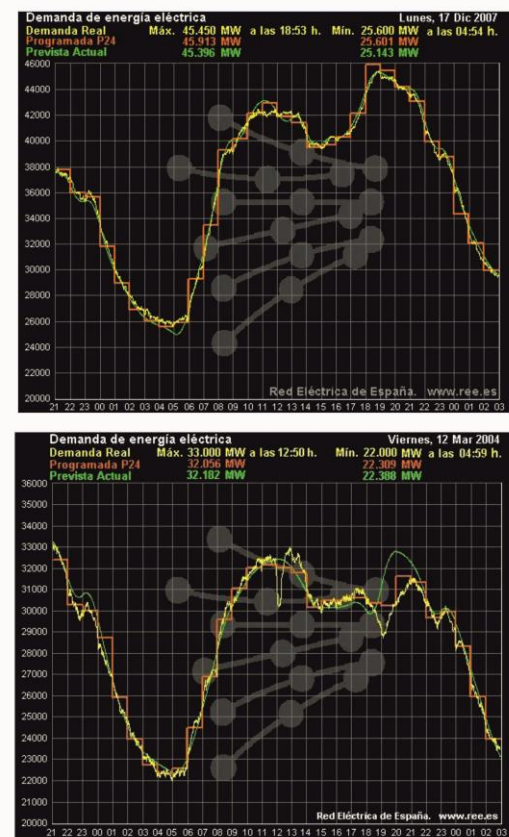 Demanda de energía eléctrica Lunes, 17 Dic 2007
Demanda Real Máx. 45.450 MW a las 18:53 h. Mín. 25.600 MW a las 04:54 h.
Programada P24 45.913 MW 25.601 MW
Prevista Actual 45.396 MW 25.143 MW
46000
44000
42000
40000
38000
36000
34000
32000
30000
28000
26000
24000
22000
20000
Red Eléctrica de España. www.ree.es
21 22 23 00 01 02 03 04 05 06 07 08 09 10 11 12 13 14 15 16 17 18 19 20 21 22 23 00 01 02 03
Demanda de energía eléctrica Viernes, 12 Mar 2004
Demanda Real Máx. 33.000 MW a las 12:50 h. Mín. 22.000 MW a las 04:59 h.
Programada P24 32.056 MW 22.309 MW
Prevista Actual 32.182 MW 22.388 MW
36000
35000
34000
33000
32000
31000
30000
29000
28000
27000
26000
25000
24000
23000
22000
21000
20000
Red Eléctrica de España. www.ree.es
21 22 23 00 01 02 03 04 05 06 07 08 09 10 11 12 13 14 15 16 17 18 19 20 21 22 23 00 01 02 03